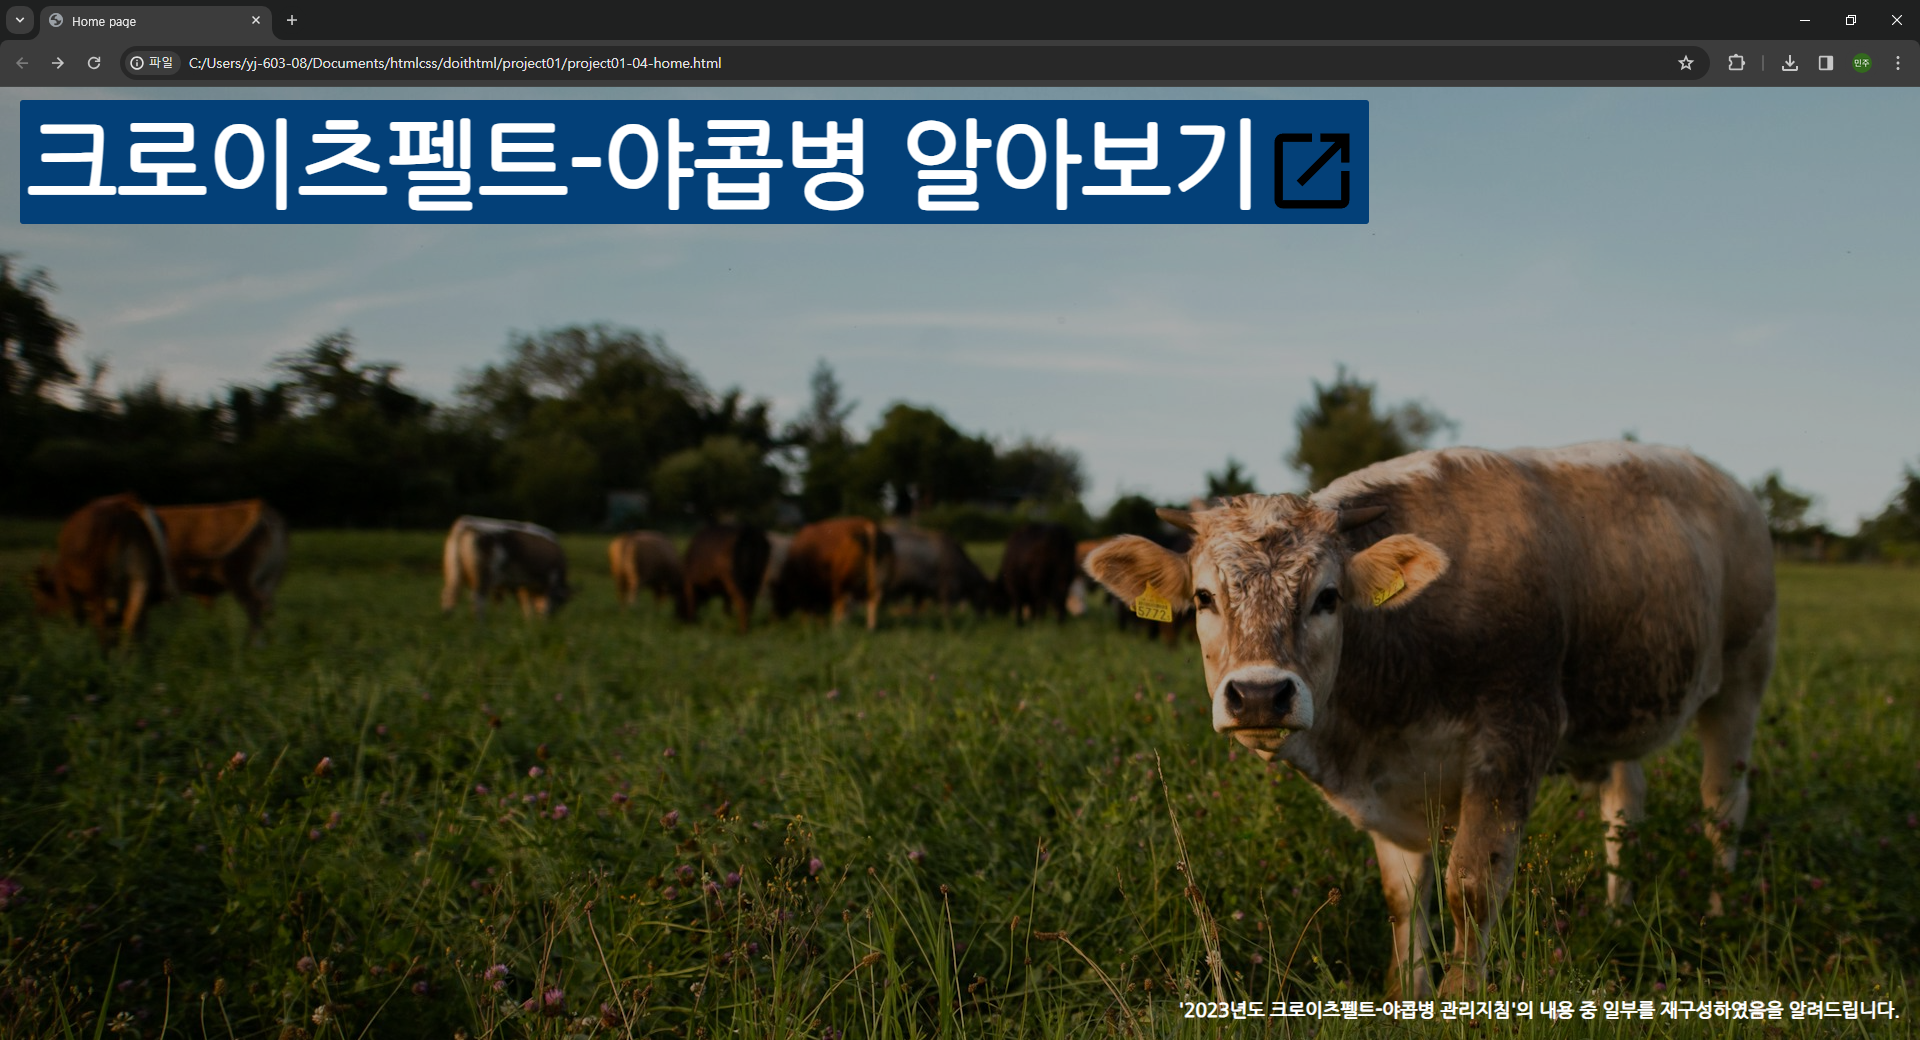 Home page
파일
C:/Users/yj-603-08/Documents/htmlcss/doithtml/project01/project01-04-home.html
민주
크로이츠펠트-야콥병 알아보기
5772
'2023년도 크로이츠펠트-야콥병 관리지침'의 내용 중 일부를 재구성하였음을 알려드립니다.